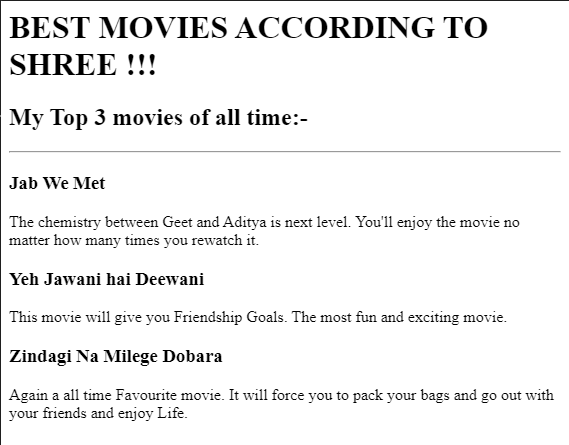 BEST MOVIES ACCORDING TO
SHREE !!!
My Top 3 movies of all time:-
Jab We Met
The chemistry between Geet and Aditya is next level. You'll enjoy the movie no
matter how many times you rewatch it.
Yeh Jawani hai Deewani
This movie will give you Friendship Goals. The most fun and exciting movie.
Zindagi Na Milege Dobara
Again a all time Favourite movie. It will force you to pack your bags and go out with
your friends and enjoy Life.